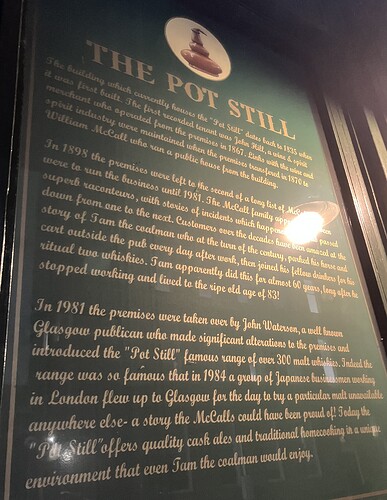 THE POT STILL
The building which currently houses the "Pot Still" dates back to 1835 when
it was first built. The first recorded tenant was John Hill, a wine & spirit
merchant who operated from the premises in 1867. Links with the wine and
spirit industry were maintained when the premises transfered in 1870 to
William McCall who ran a public house from the building.
In 1898 the premises were left to the second of a long list of
were to run the business until 1981. The McCall family
superb raconteurs, with stories of incidents which passed
down from one to the next. Customers over the decades have been amazed at the
story of Tam the coalman who at the turn of the century, parked his horse and
cart outside the pub every day after work, then joined his fellow drinkers for his
ritual two whiskies. Tam apparently did this for almost 60 years, long after he
stopped working and lived to the ripe old age of 83!
In 1981 the premises were taken over by John Waterson, a well known
Glasgow publican who made significant alterations to the premises and
introduced the "Pot Still" famous range of over 300 malt whiskies. Indeed the
range was so famous that in 1984 a group of Japanese businessmen working
in London flew up to Glasgow for the day to try a particular malt unavailable
anywhere else- a story the McCalls could have been proud of! Today the
"Pot Still" offers quality cask ales and traditional homecooking in a unique
environment that even Tam the coalman would enjoy.